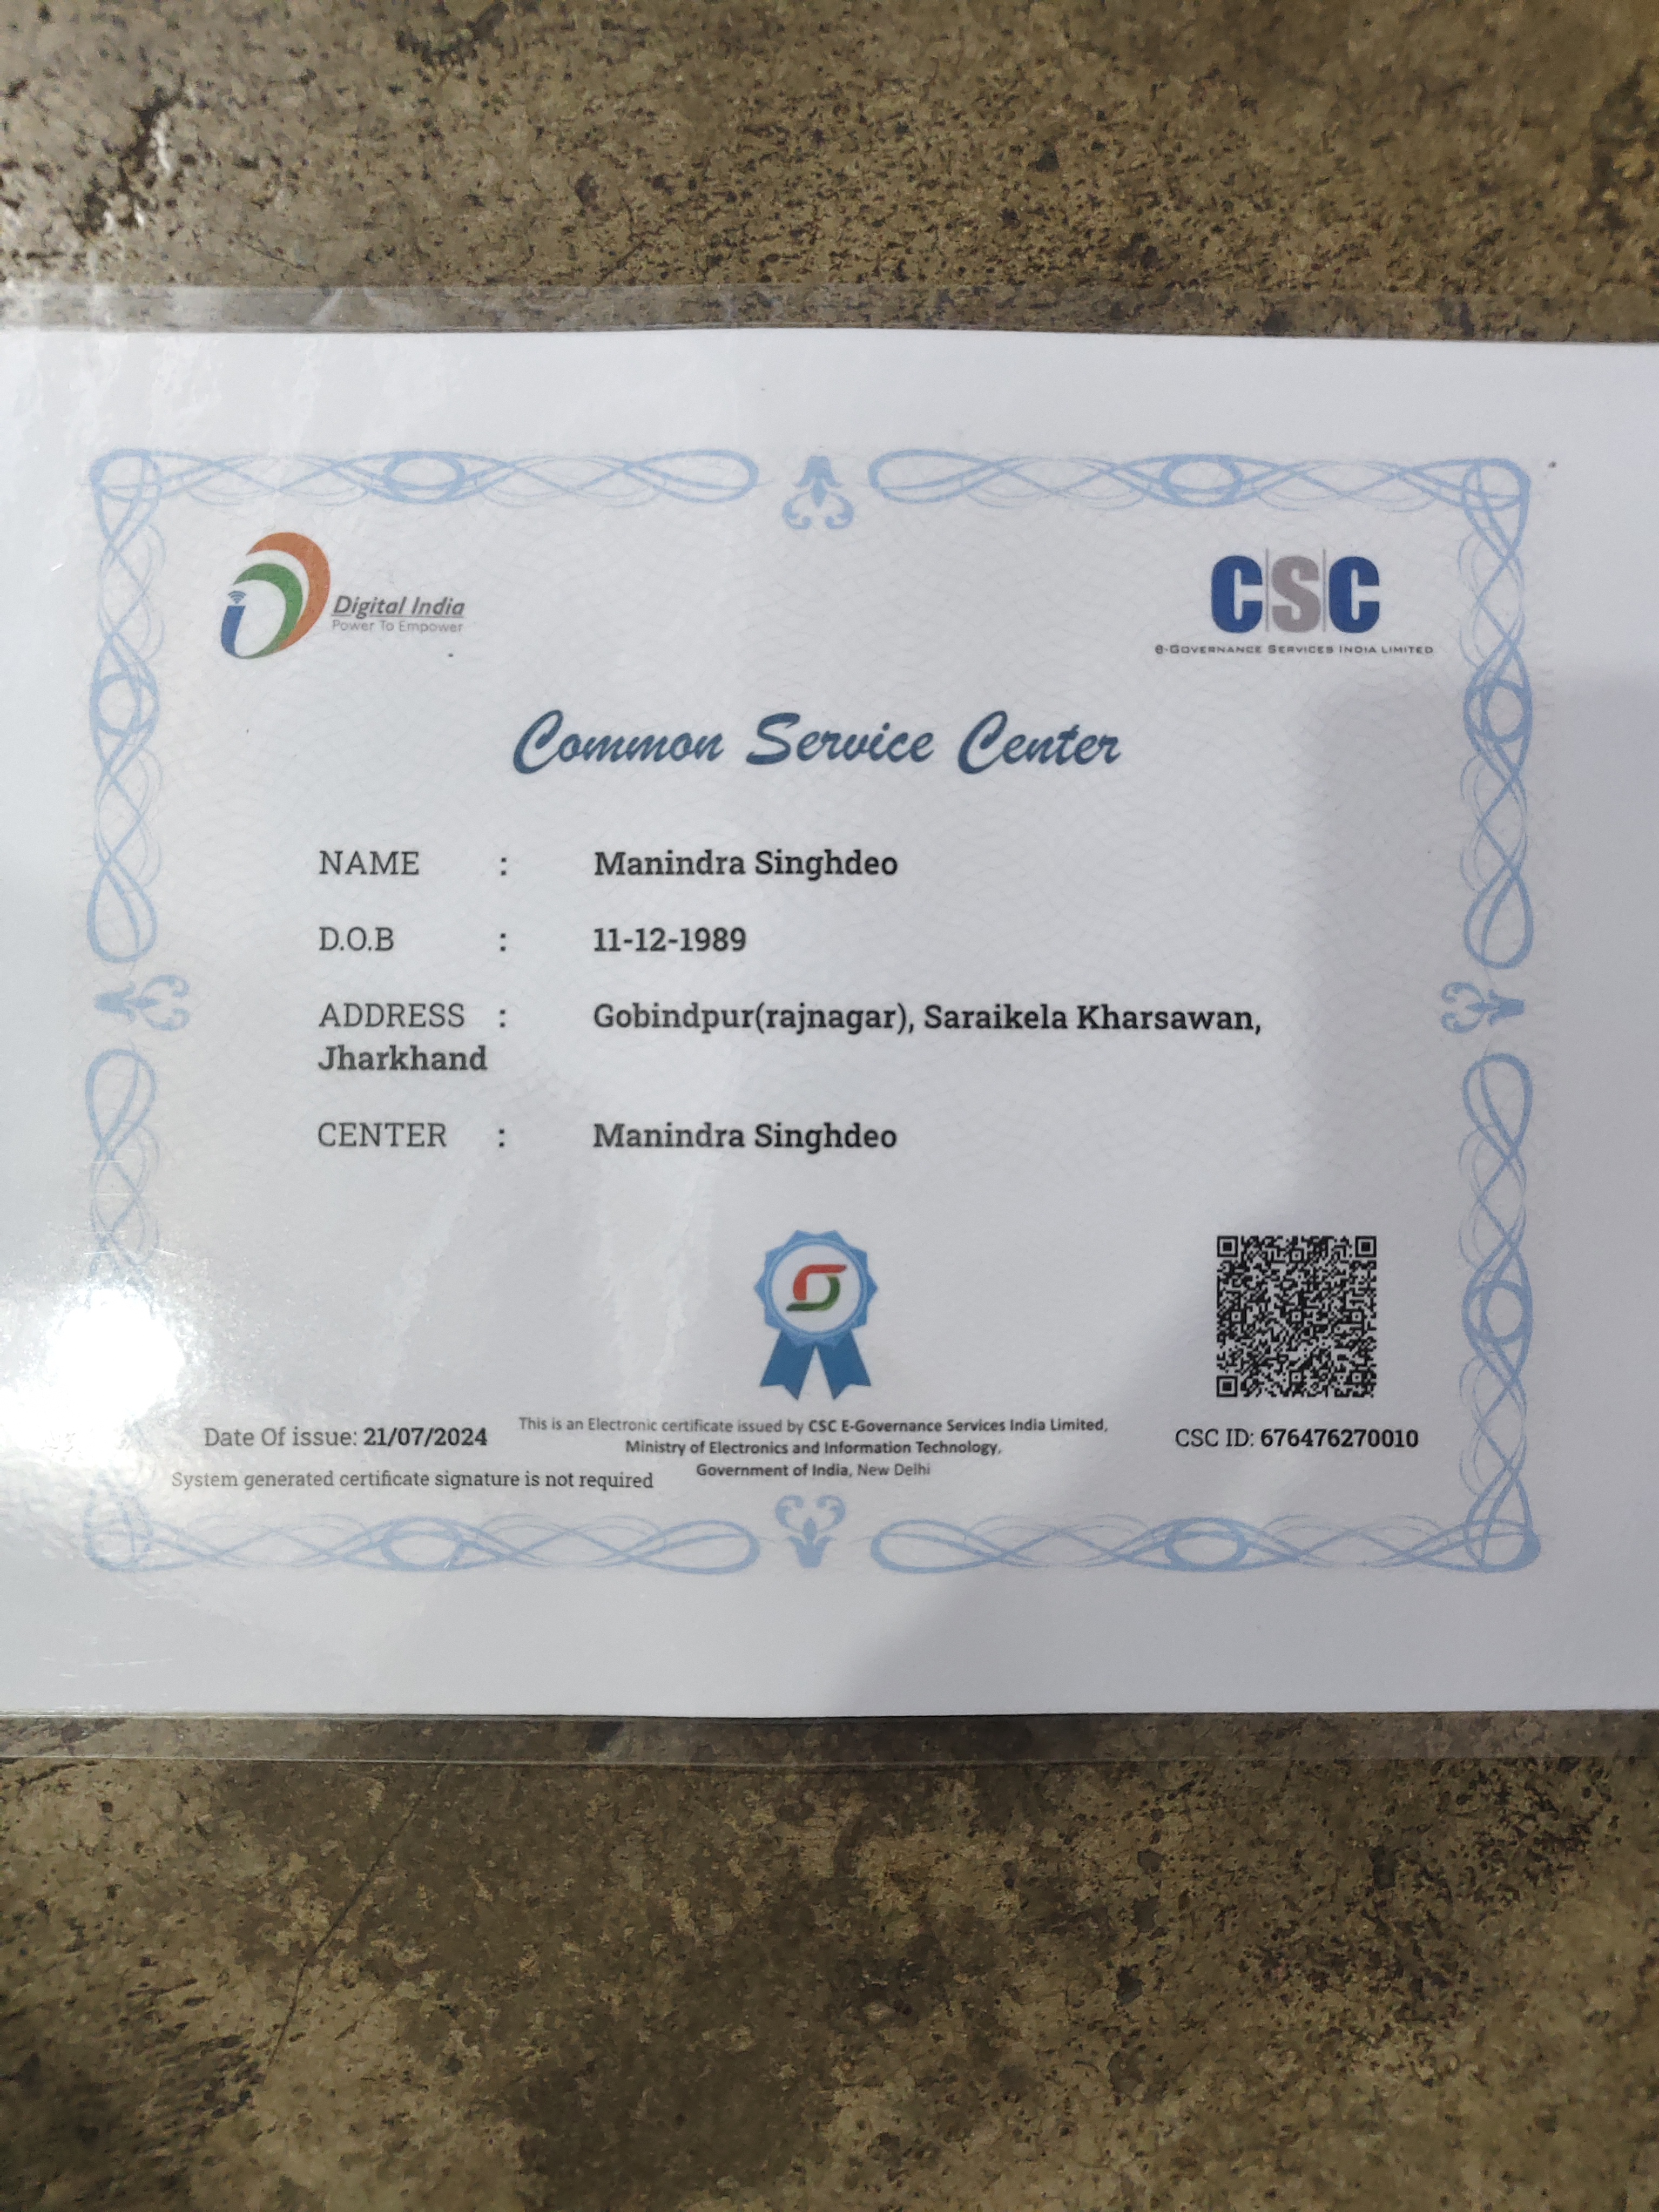 Digital India
Power To Empower
CSC
e-Governance Services India Limited
Common Service Center
NAME : Manindra Singhdeo
D.O.B : 11-12-1989
ADDRESS : Gobindpur(rajnagar), Saraikela Kharsawan,
Jharkhand
CENTER : Manindra Singhdeo
Date Of issue: 21/07/2024
System generated certificate signature is not required
This is an Electronic certificate issued by CSC E-Governance Services India Limited,
Ministry of Electronics and Information Technology,
Government of India, New Delhi
CSC ID: 676476270010